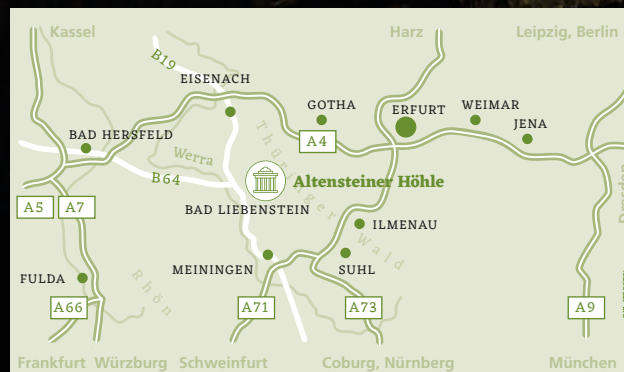 Kassel
Harz
Leipzig, Berlin
B19
EISENACH
GOTHA
ERFURT
WEIMAR
JENA
BAD HERSFELD
A4
Werra
B64
Altensteiner Höhle
Thüringer Wald
Dresden
A5
A7
BAD LIEBENSTEIN
ILMENAU
MEININGEN
SUHL
FULDA
Rhön
A66
A71
A73
A9
Frankfurt
Würzburg
Schweinfurt
Coburg, Nürnberg
München